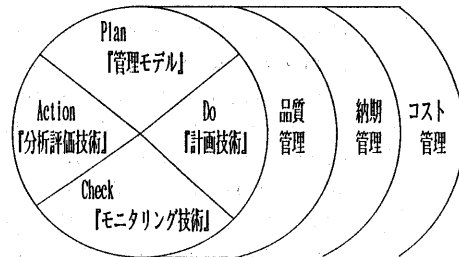 Plan
『管理モデル』
Action
『分析評価技術』
Do
『計画技術』
Check
『モニタリング技術』
品質
管理
納期
管理
コスト
管理